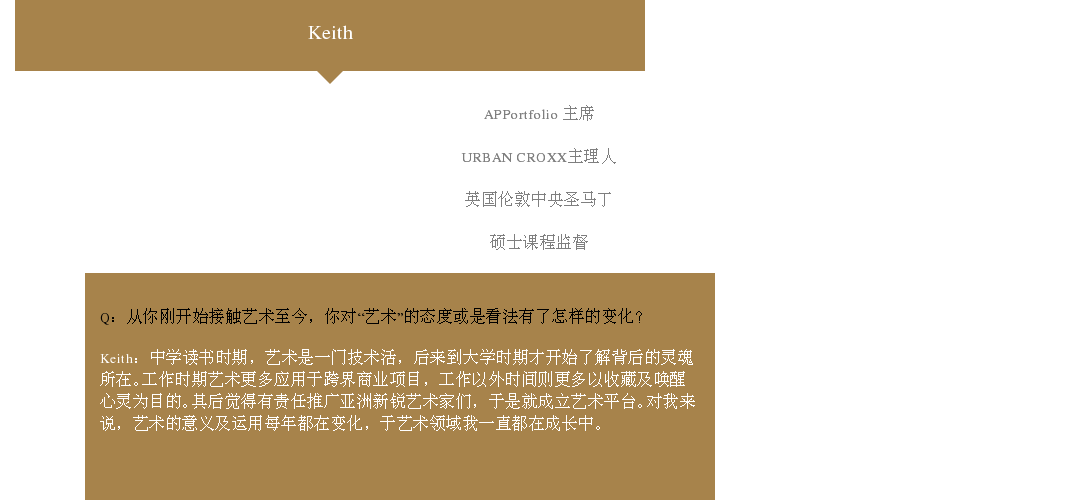 Keith
APPortfolio 主席
URBAN CROXX主理人
英国伦敦中央圣马丁
硕士课程监督
Q：从你刚开始接触艺术至今，你对“艺术”的态度或是看法有了怎样的变化？
Keith：中学读书时期，艺术是一门技术活，后来到大学时期才开始了解背后的灵魂
所在。工作时期艺术更多应用于跨界商业项目，工作以外时间则更多以收藏及唤醒
心灵为目的。其后觉得有责任推广亚洲新锐艺术家们，于是就成立艺术平台。对我来
说，艺术的意义及运用每年都在变化，于艺术领域我一直都在成长中。